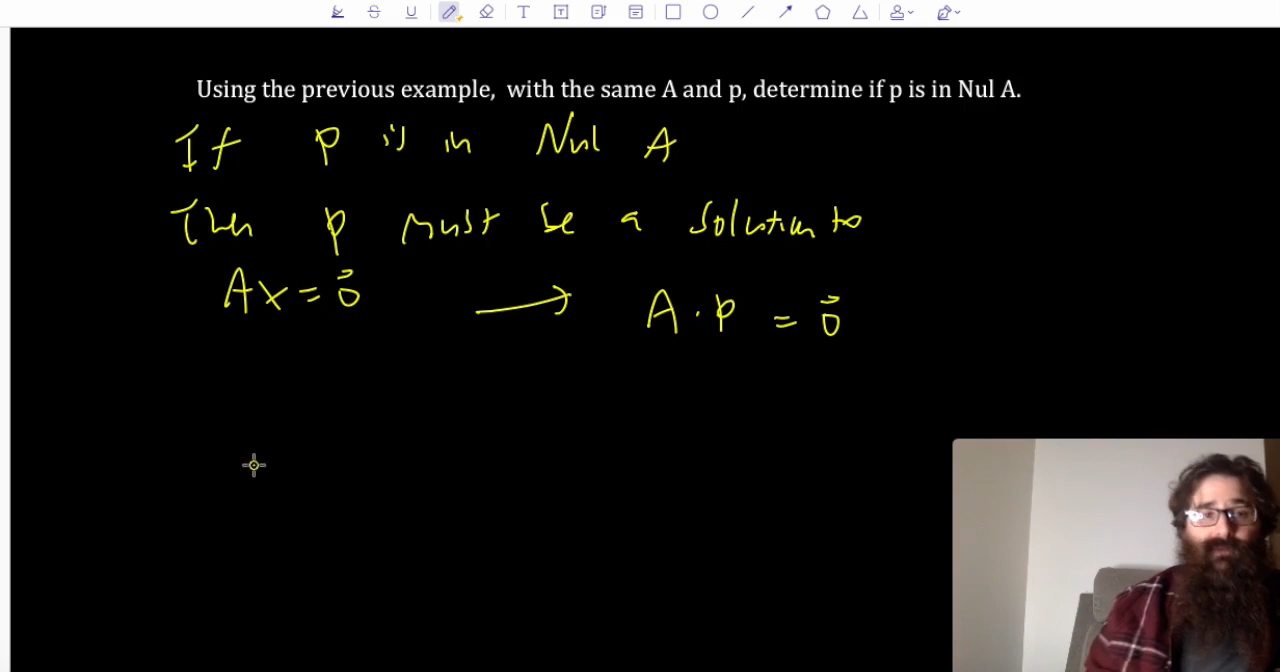 Using the previous example, with the same A and p, determine if p is in Nul A.
If p is in Nul A
Then p must be a solution to
Ax = 0⃗ ⟶ A · p = 0⃗